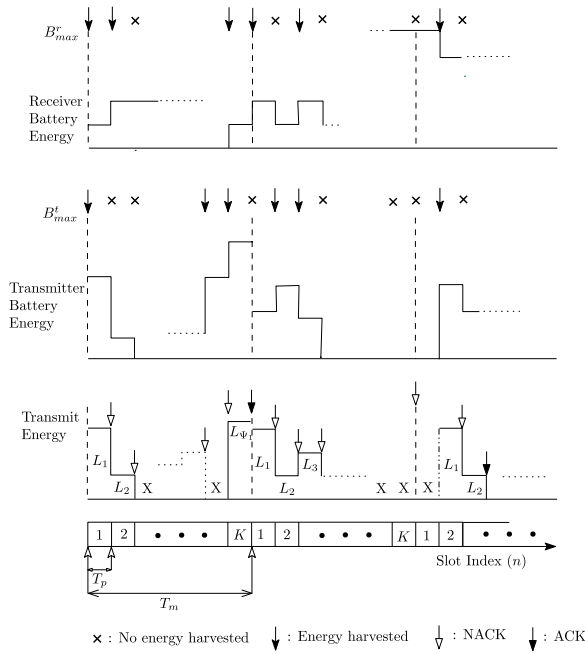 B^r_max
Receiver
Battery
Energy
B^t_max
Transmitter
Battery
Energy
Transmit
Energy
L_1 L_2 X X L_Ψ1 L_1 L_2 L_3 X X X L_1 L_2
1 2 K 1 2 K 1 2
Slot Index (n)
T_p
T_m
× : No energy harvested : Energy harvested : NACK : ACK